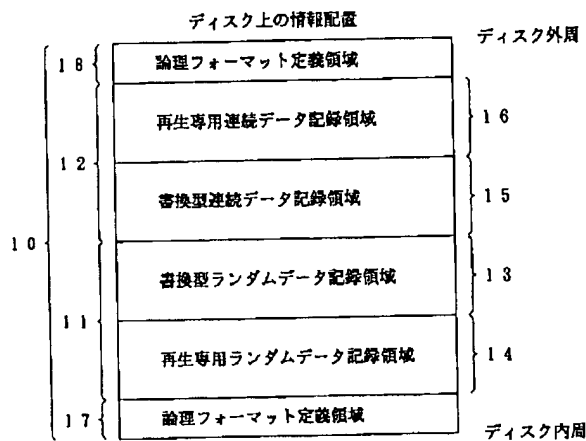 ディスク上の情報配置
ディスク外周
18
論理フォーマット定義領域
再生専用連続データ記録領域
16
12
書換型連続データ記録領域
15
10
書換型ランダムデータ記録領域
13
11
再生専用ランダムデータ記録領域
14
17
論理フォーマット定義領域
ディスク内周